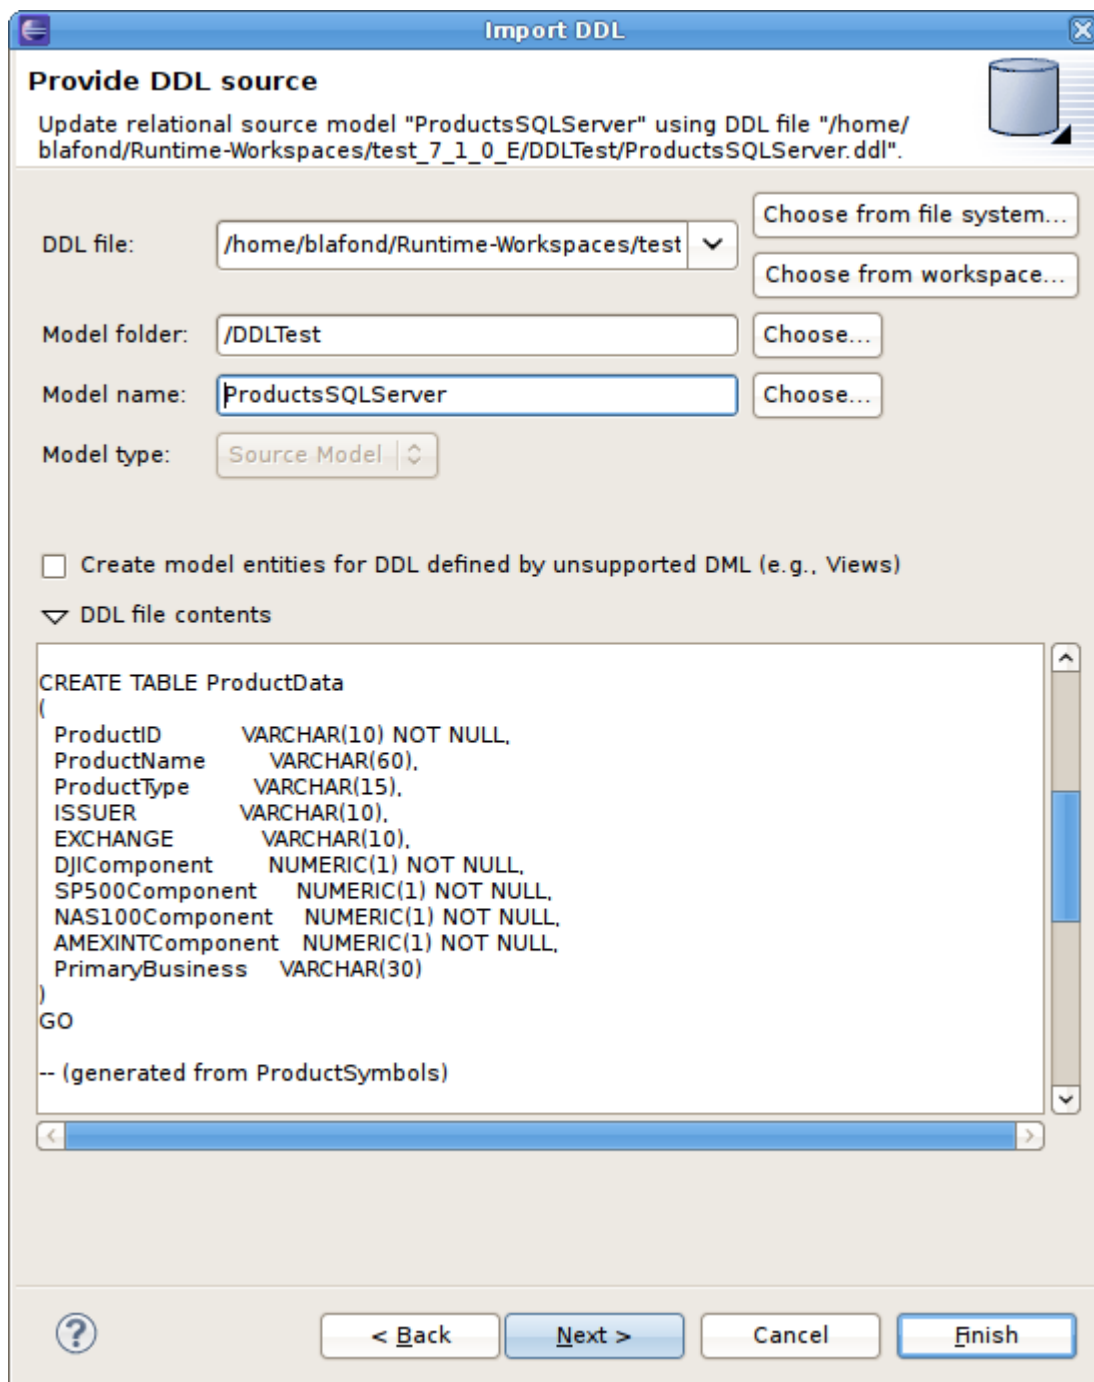 Import DDL
Provide DDL source
Update relational source model "ProductsSQLServer" using DDL file "/home/
blafond/Runtime-Workspaces/test_7_1_0_E/DDLTest/ProductsSQLServer.ddl".
DDL file:
/home/blafond/Runtime-Workspaces/test
Choose from file system...
Choose from workspace...
Model folder:
/DDLTest
Choose...
Model name:
ProductsSQLServer
Choose...
Model type:
Source Model
Create model entities for DDL defined by unsupported DML (e.g., Views)
DDL file contents
CREATE TABLE ProductData
(
ProductID VARCHAR(10) NOT NULL,
ProductName VARCHAR(60),
ProductType VARCHAR(15),
ISSUER VARCHAR(10),
EXCHANGE VARCHAR(10),
DJIComponent NUMERIC(1) NOT NULL,
SP500Component NUMERIC(1) NOT NULL,
NAS100Component NUMERIC(1) NOT NULL,
AMEXINTComponent NUMERIC(1) NOT NULL,
PrimaryBusiness VARCHAR(30)
)
GO
-- (generated from ProductSymbols)
?
< Back
Next >
Cancel
Finish